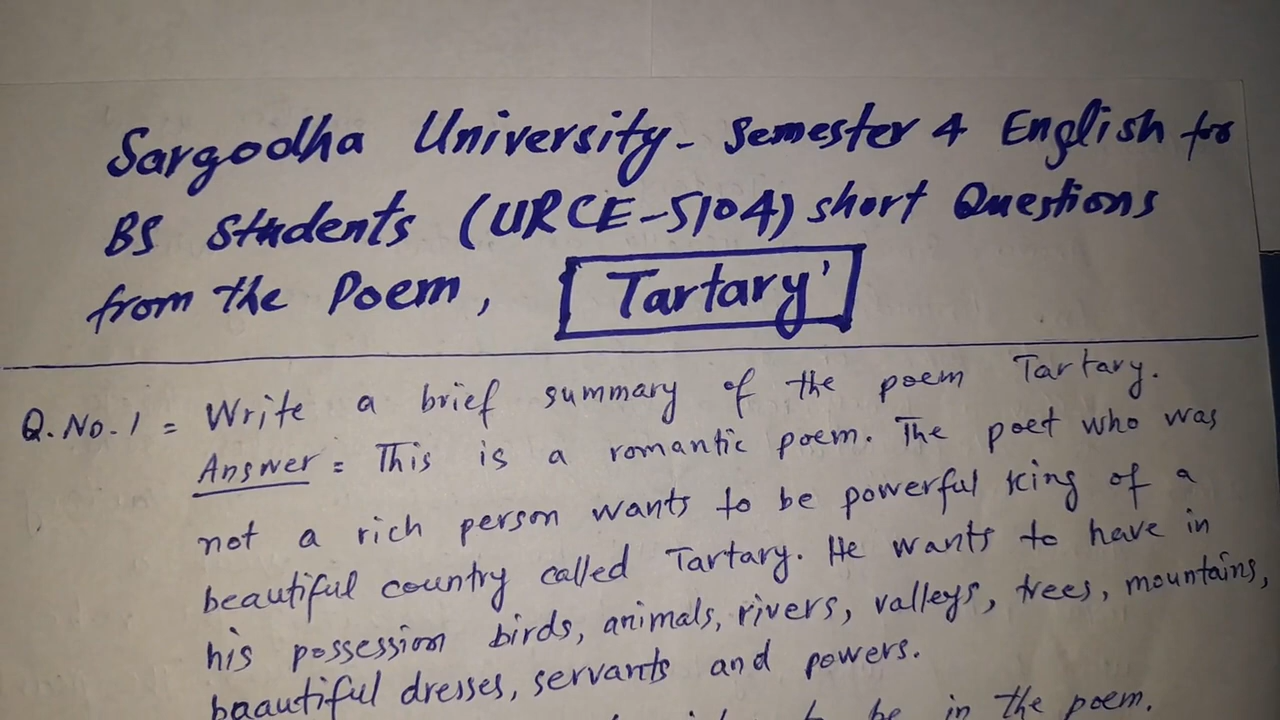 Sargodha University - Semester 4 English for
BS Students (URCE-5104) short Questions
from the Poem, [Tartary']
Q.No.1 = Write a brief summary of the poem Tartary.
Answer = This is a romantic poem. The poet who was
not a rich person wants to be powerful king of a
beautiful country called Tartary. He wants to have in
his possession birds, animals, rivers, valleys, trees, mountains,
baautiful dresses, servants and powers.
to be in the poem.